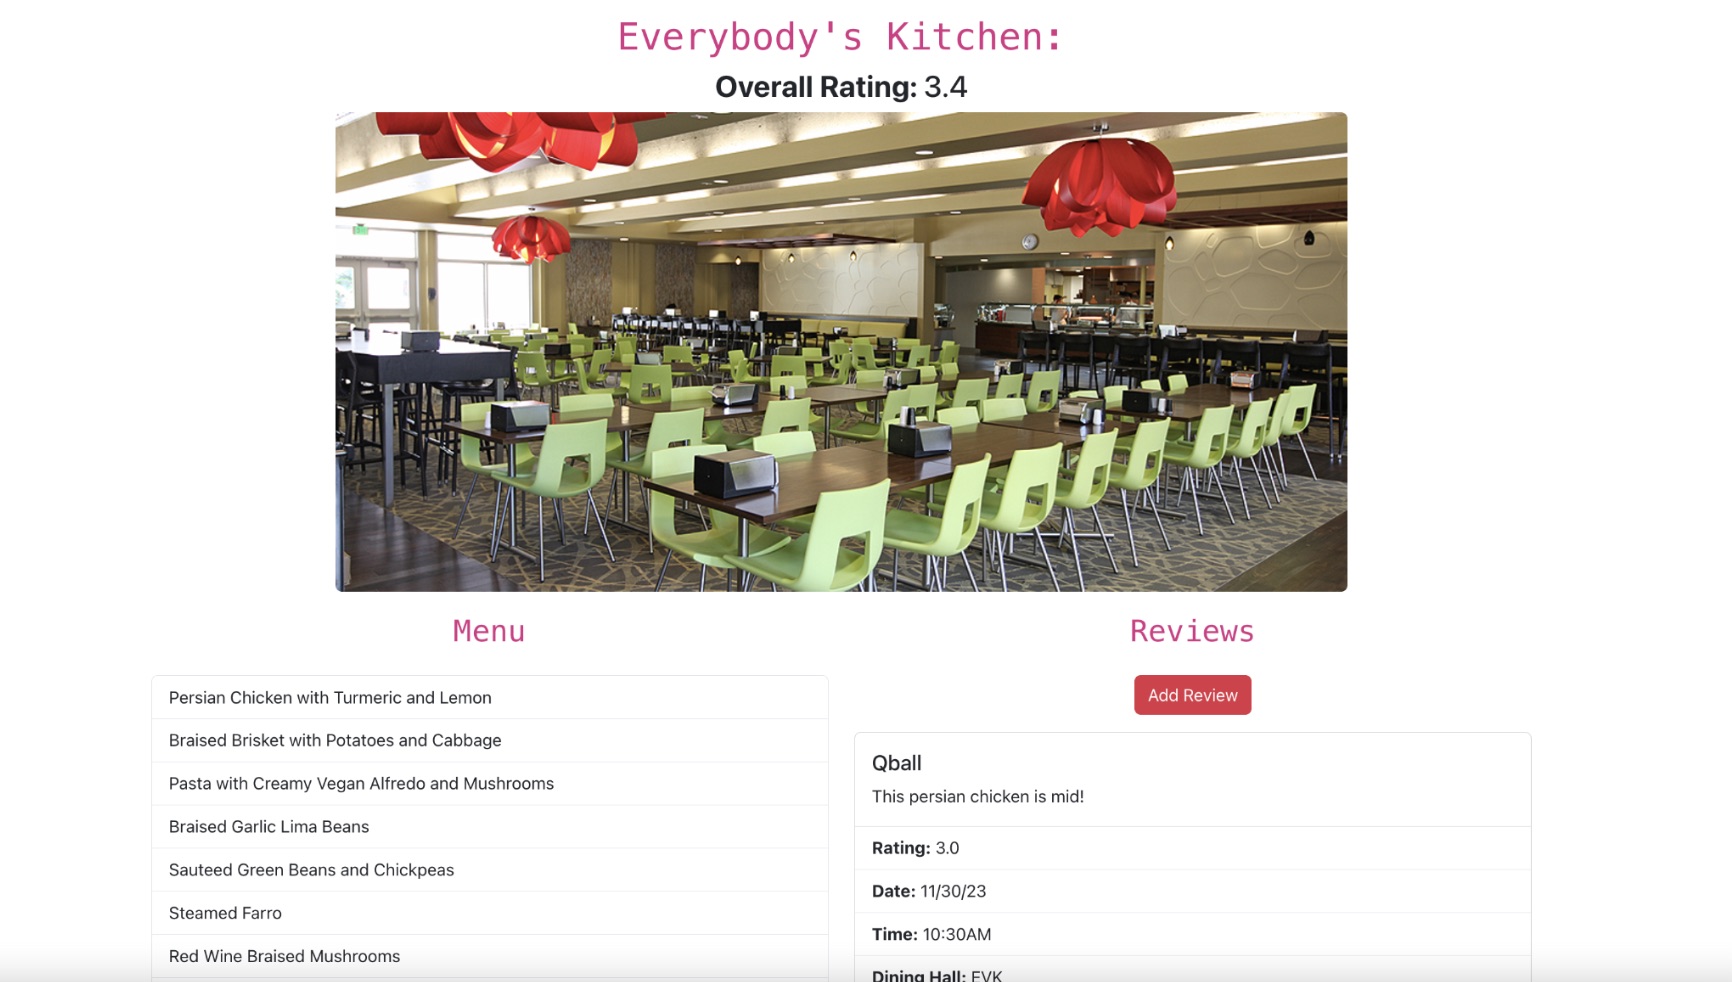 Everybody's Kitchen:
Overall Rating: 3.4
Menu
Persian Chicken with Turmeric and Lemon
Braised Brisket with Potatoes and Cabbage
Pasta with Creamy Vegan Alfredo and Mushrooms
Braised Garlic Lima Beans
Sauteed Green Beans and Chickpeas
Steamed Farro
Red Wine Braised Mushrooms
Reviews
Add Review
Qball
This persian chicken is mid!
Rating: 3.0
Date: 11/30/23
Time: 10:30AM
Dining Hall: EVK